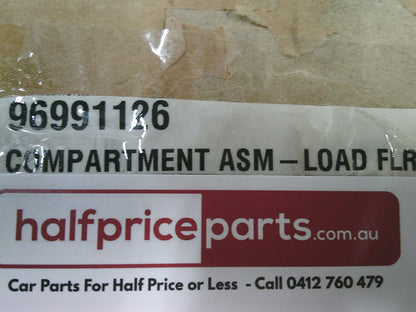 96991126
COMPARTMENT ASM - LOAD FLR
halfpriceparts.com.au
Car Parts For Half Price or Less - Call 0412 760 479